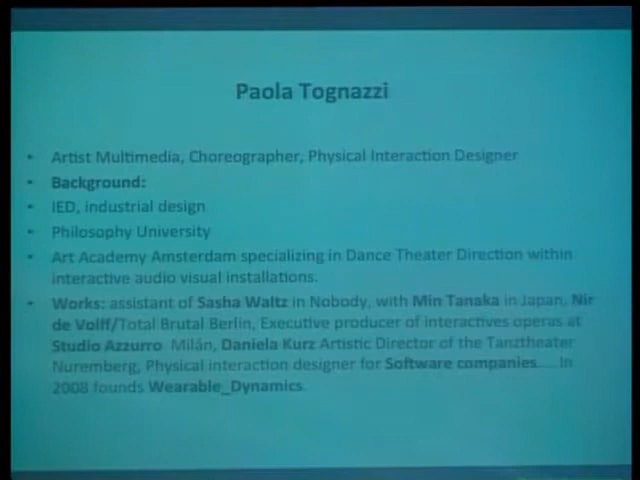 Paola Tognazzi
• Artist Multimedia, Choreographer, Physical Interaction Designer
• Background:
• IED, industrial design
• Philosophy University
• Art Academy Amsterdam specializing in Dance Theater Direction within
interactive audio visual installations.
• Works: assistant of Sasha Waltz in Nobody, with Min Tanaka in Japan, Nir
de Volff/Total Brutal Berlin, Executive producer of interactives operas at
Studio Azzurro Milán, Daniela Kurz Artistic Director of the Tanztheater
Nuremberg, Physical interaction designer for Software companies.... In
2008 founds Wearable_Dynamics.